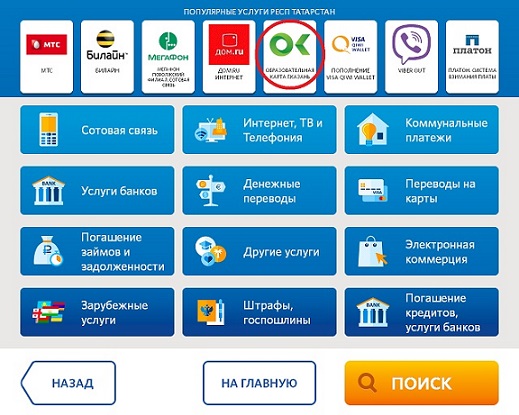 ПОПУЛЯРНЫЕ УСЛУГИ РЕСП ТАТАРСТАН
МТС
Билайн
МЕГАФОН
ДОМ.RU
ОК
VISA QIWI WALLET
ПЛАТОН
МТС
БИЛАЙН
МЕГАФОН
ПОВОЛЖСКИЙ
ФИЛИАЛ, СОТОВАЯ
СВЯЗЬ
ДОМ.RU
ИНТЕРНЕТ
ОБРАЗОВАТЕЛЬНАЯ
КАРТА Г.КАЗАНЬ
ПОПОЛНЕНИЕ
VISA QIWI WALLET
VIBER OUT
ПЛАТОН СИСТЕМА
ВЗИМАНИЯ ПЛАТЫ
Сотовая связь
Интернет, ТВ и
Телефония
Коммунальные
платежи
BANK
Услуги банков
Денежные
переводы
VISA
Переводы на
карты
Погашение
займов и
задолженности
Другие услуги
Электронная
коммерция
Зарубежные
услуги
Штрафы,
госпошлины
BANK
Погашение
кредитов,
услуги банков
НАЗАД
НА ГЛАВНУЮ
ПОИСК